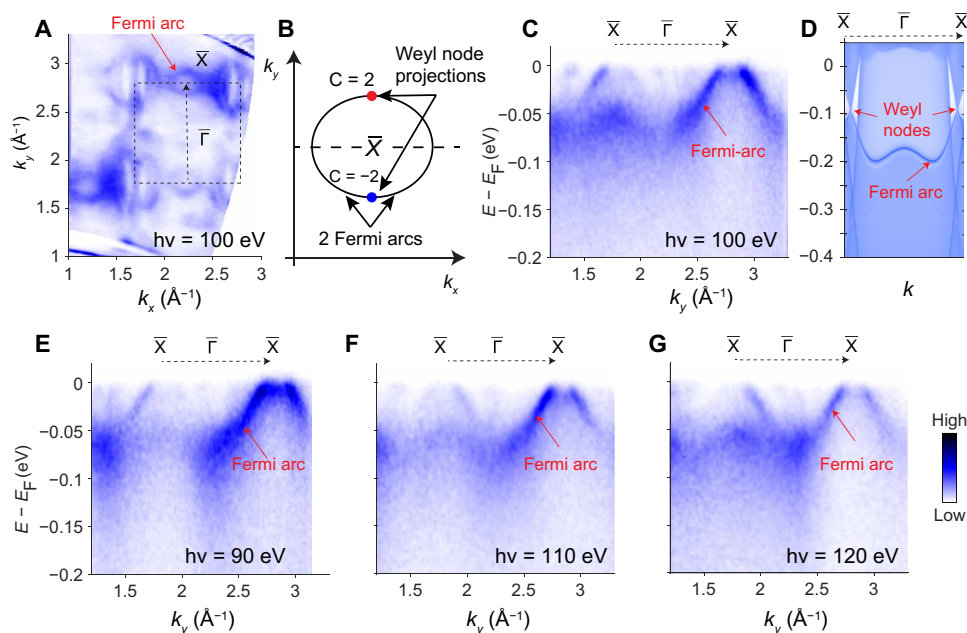 A
Fermi arc
X̄
Γ̄
hν = 100 eV
3
2.5
2
1.5
1
k_y (Å⁻¹)
1
1.5
2
2.5
3
k_x (Å⁻¹)
B
k_y
C = 2
Weyl node
projections
X̄
C = −2
2 Fermi arcs
k_x
C
X̄ Γ̄ X̄
0
−0.05
−0.1
−0.15
−0.2
E − E_F (eV)
Fermi-arc
hν = 100 eV
1.5 2 2.5 3
k_y (Å⁻¹)
D
X̄ Γ̄ X̄
0
−0.1
−0.2
−0.3
−0.4
Weyl
nodes
Fermi arc
k
E
X̄ Γ̄ X̄
0
−0.05
−0.1
−0.15
−0.2
E − E_F (eV)
Fermi arc
hν = 90 eV
1.5 2 2.5 3
k_y (Å⁻¹)
F
X̄ Γ̄ X̄
Fermi arc
hν = 110 eV
1.5 2 2.5 3
k_y (Å⁻¹)
G
X̄ Γ̄ X̄
Fermi arc
hν = 120 eV
1.5 2 2.5 3
k_y (Å⁻¹)
High
Low